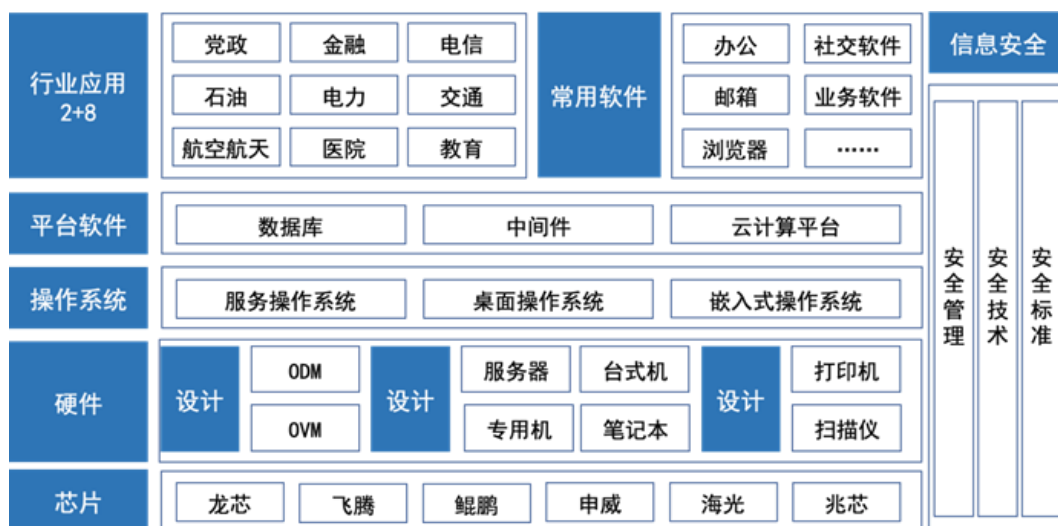 行业应用
2+8
党政
金融
电信
石油
电力
交通
航空航天
医院
教育
常用软件
办公
社交软件
邮箱
业务软件
浏览器
……
信息安全
安全管理
安全技术
安全标准
平台软件
数据库
中间件
云计算平台
操作系统
服务操作系统
桌面操作系统
嵌入式操作系统
硬件
设计
ODM
OVM
设计
服务器
台式机
专用机
笔记本
设计
打印机
扫描仪
芯片
龙芯
飞腾
鲲鹏
申威
海光
兆芯